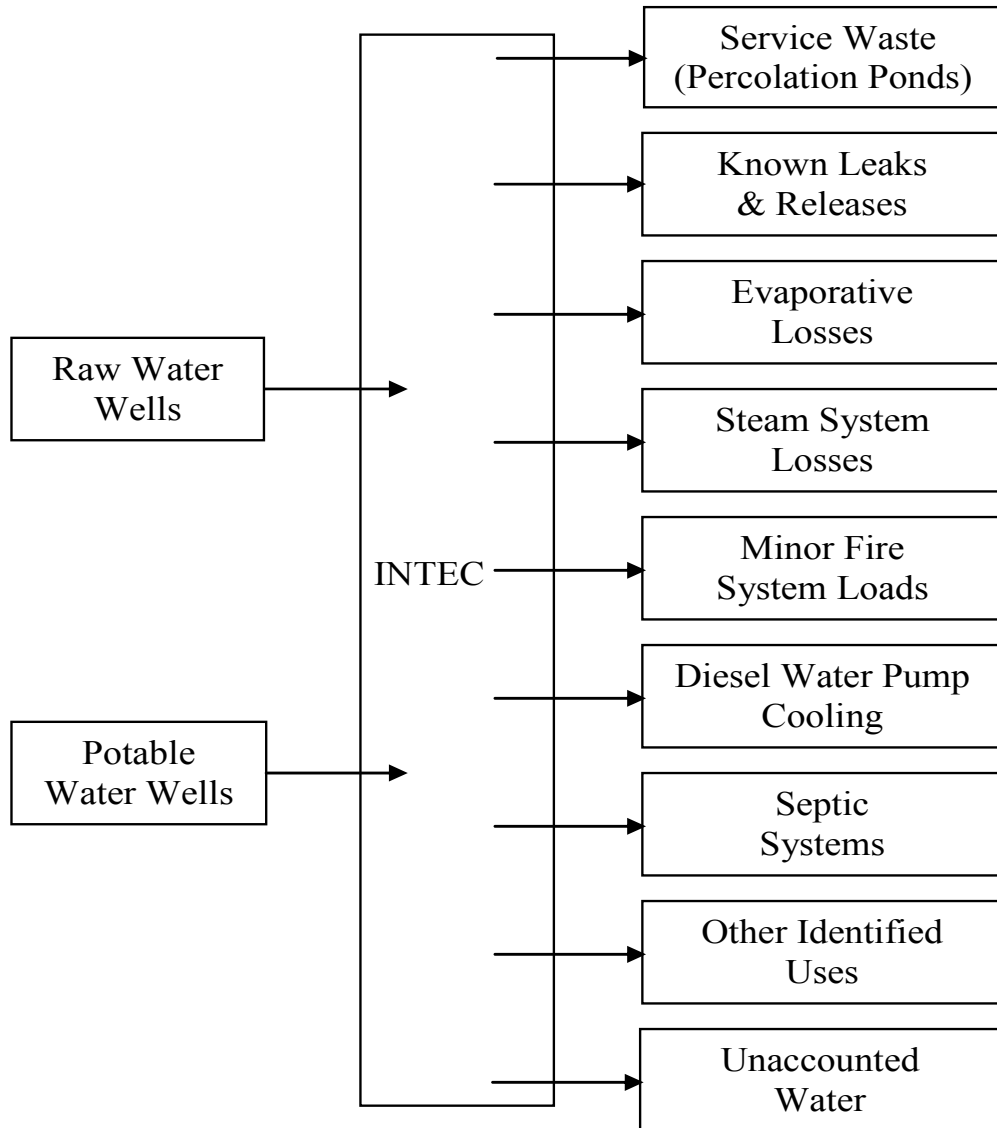 Service Waste
(Percolation Ponds)
Known Leaks
& Releases
Evaporative
Losses
Raw Water
Wells
Steam System
Losses
Minor Fire
System Loads
INTEC
Diesel Water Pump
Cooling
Potable
Water Wells
Septic
Systems
Other Identified
Uses
Unaccounted
Water